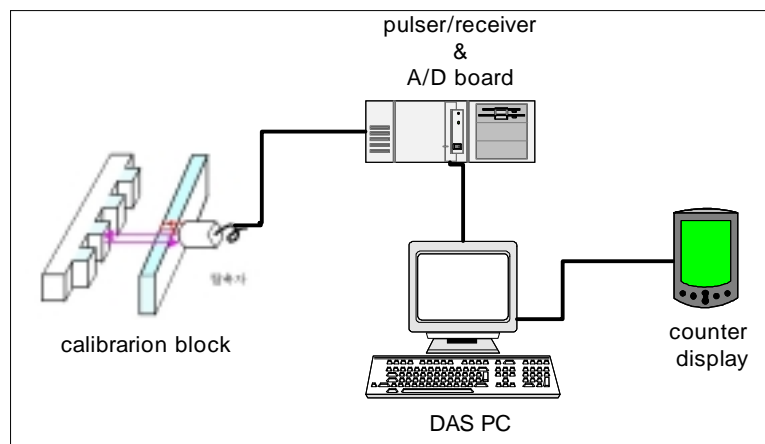 pulser/receiver
&
A/D board
탐촉자
calibrarion block
counter
display
DAS PC